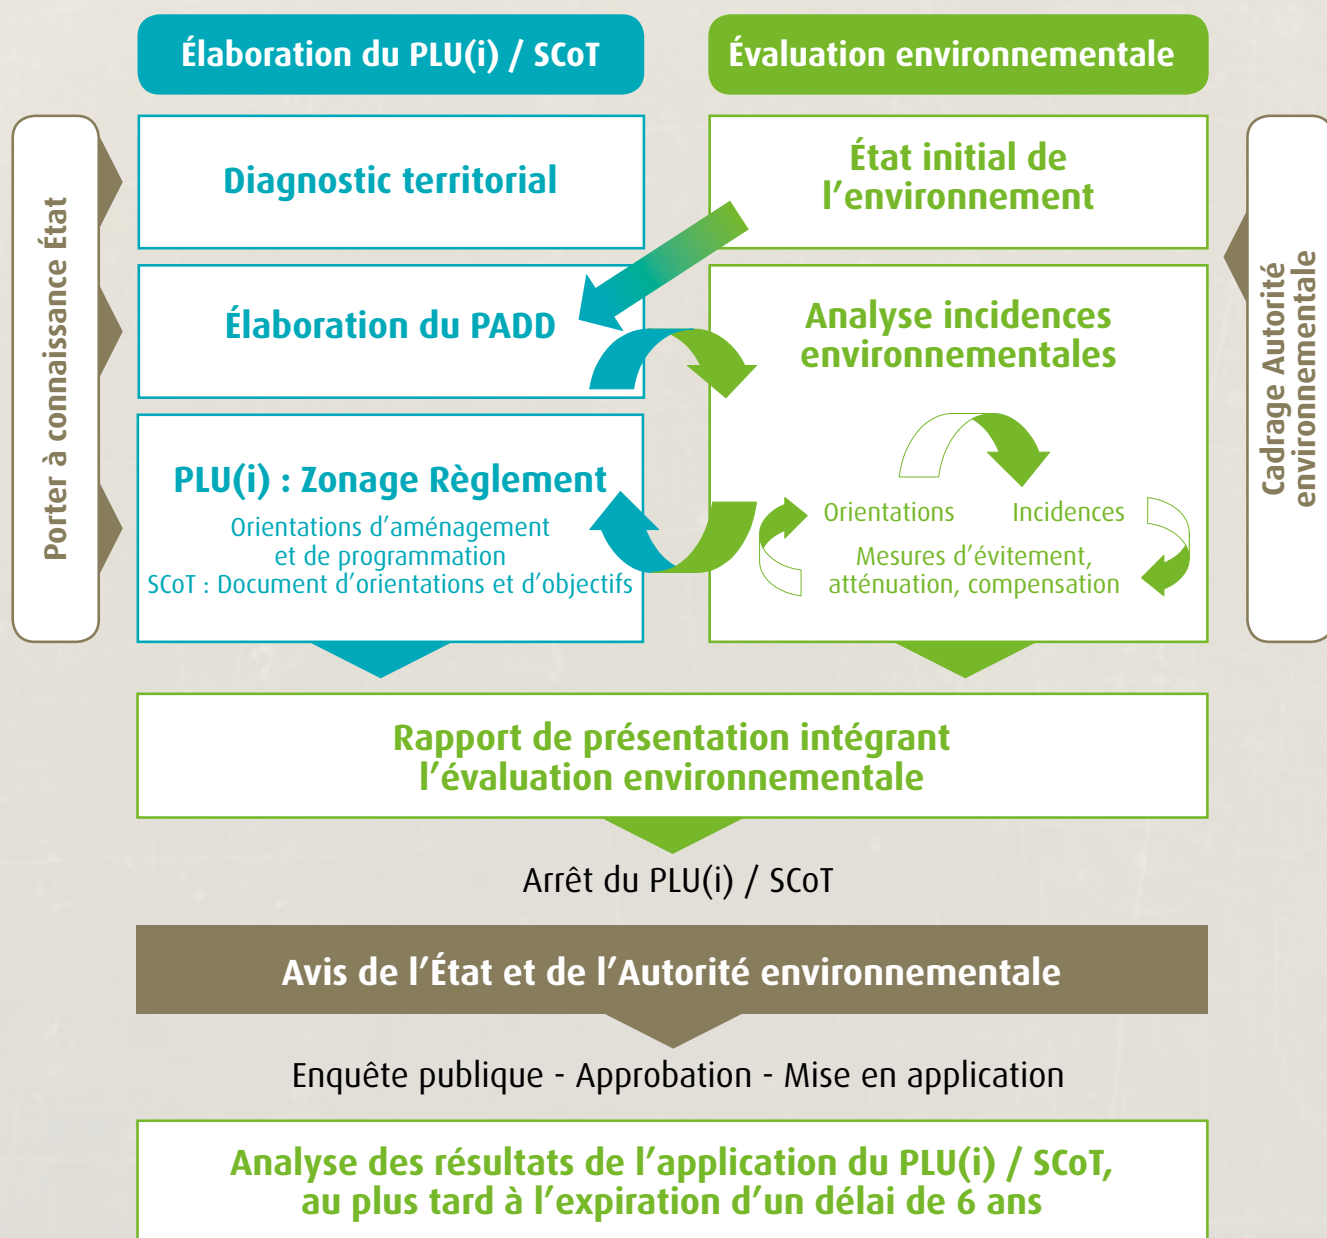 Élaboration du PLU(i) / SCoT
Évaluation environnementale
Porter à connaissance État
Diagnostic territorial
État initial de
l’environnement
Cadrage Autorité
environnementale
Élaboration du PADD
Analyse incidences
environnementales
PLU(i) : Zonage Règlement
Orientations d’aménagement
et de programmation
SCoT : Document d’orientations et d’objectifs
Orientations
Incidences
Mesures d’évitement,
atténuation, compensation
Rapport de présentation intégrant
l’évaluation environnementale
Arrêt du PLU(i) / SCoT
Avis de l’État et de l’Autorité environnementale
Enquête publique - Approbation - Mise en application
Analyse des résultats de l’application du PLU(i) / SCoT,
au plus tard à l’expiration d’un délai de 6 ans